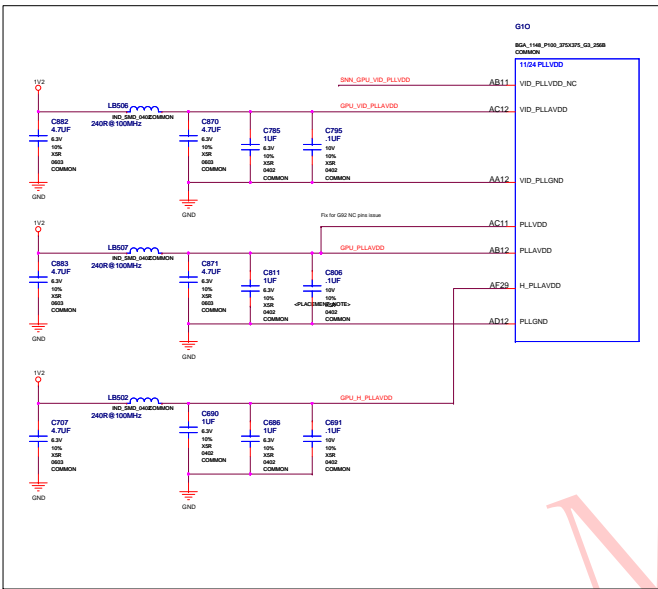 G1O
BGA_1148_P100_375X375_G3_256B
COMMON
11/24 PLLVDD
SNN_GPU_VID_PLLVDD
AB11 VID_PLLVDD_NC
1V2
LB506
IND_SMD_0402 COMMON
240R@100MHz
GPU_VID_PLAVDD
AC12 VID_PLLAVDD
C882
4.7UF
6.3V
10%
X5R
0603
COMMON
GND
C870
4.7UF
6.3V
10%
X5R
0603
COMMON
GND
C785
1UF
6.3V
10%
X5R
0402
COMMON
C795
.1UF
10V
10%
X5R
0402
COMMON
AA12 VID_PLLGND
Fix for G92 NC pins issue
AC11 PLLVDD
1V2
LB507
IND_SMD_0402 COMMON
240R@100MHz
GPU_PLLAVDD
AB12 PLLAVDD
C883
4.7UF
6.3V
10%
X5R
0603
COMMON
GND
C871
4.7UF
6.3V
10%
X5R
0603
COMMON
GND
C811
1UF
6.3V
10%
X5R
0402
COMMON
C806
.1UF
10V
10%
<PLACEMENT_NOTE>
X5R
0402
COMMON
AF29 H_PLLAVDD
AD12 PLLGND
1V2
LB502
IND_SMD_0402 COMMON
240R@100MHz
GPU_H_PLLAVDD
C707
4.7UF
6.3V
10%
X5R
0603
COMMON
GND
C690
1UF
6.3V
10%
X5R
0402
COMMON
GND
C686
1UF
6.3V
10%
X5R
0402
COMMON
C691
.1UF
10V
10%
X5R
0402
COMMON